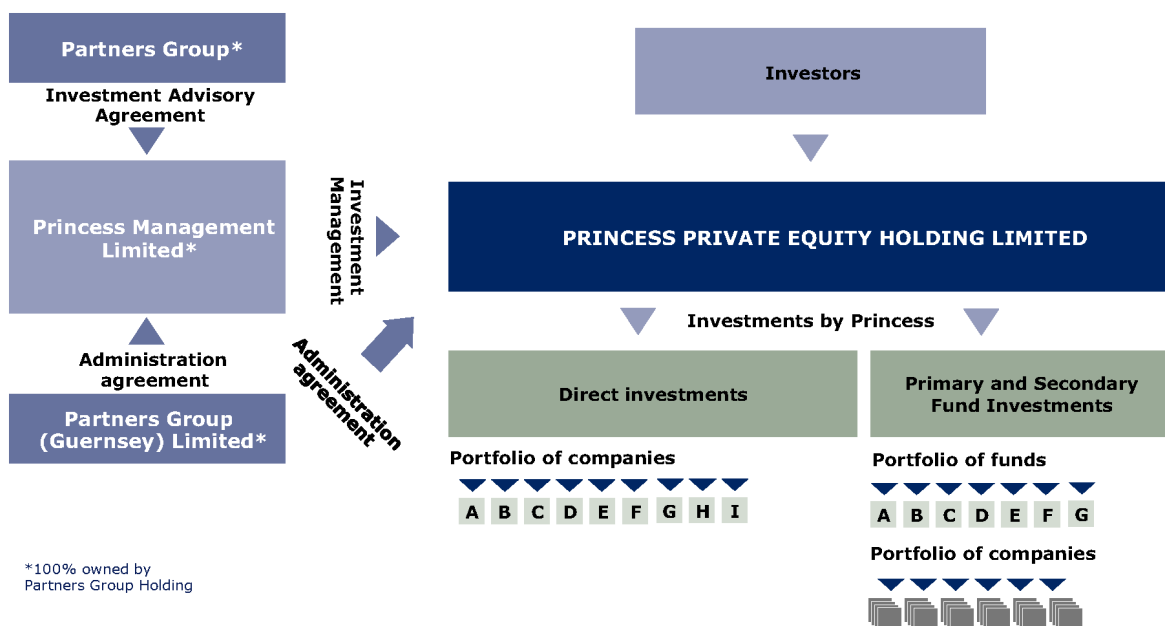 Partners Group*
Investment Advisory
Agreement
Princess Management
Limited*
Administration
agreement
Partners Group
(Guernsey) Limited*
*100% owned by
Partners Group Holding
Investment
Management
Administration
agreement
Investors
PRINCESS PRIVATE EQUITY HOLDING LIMITED
Investments by Princess
Direct investments
Primary and Secondary
Fund Investments
Portfolio of companies
A B C D E F G H I
Portfolio of funds
A B C D E F G
Portfolio of companies